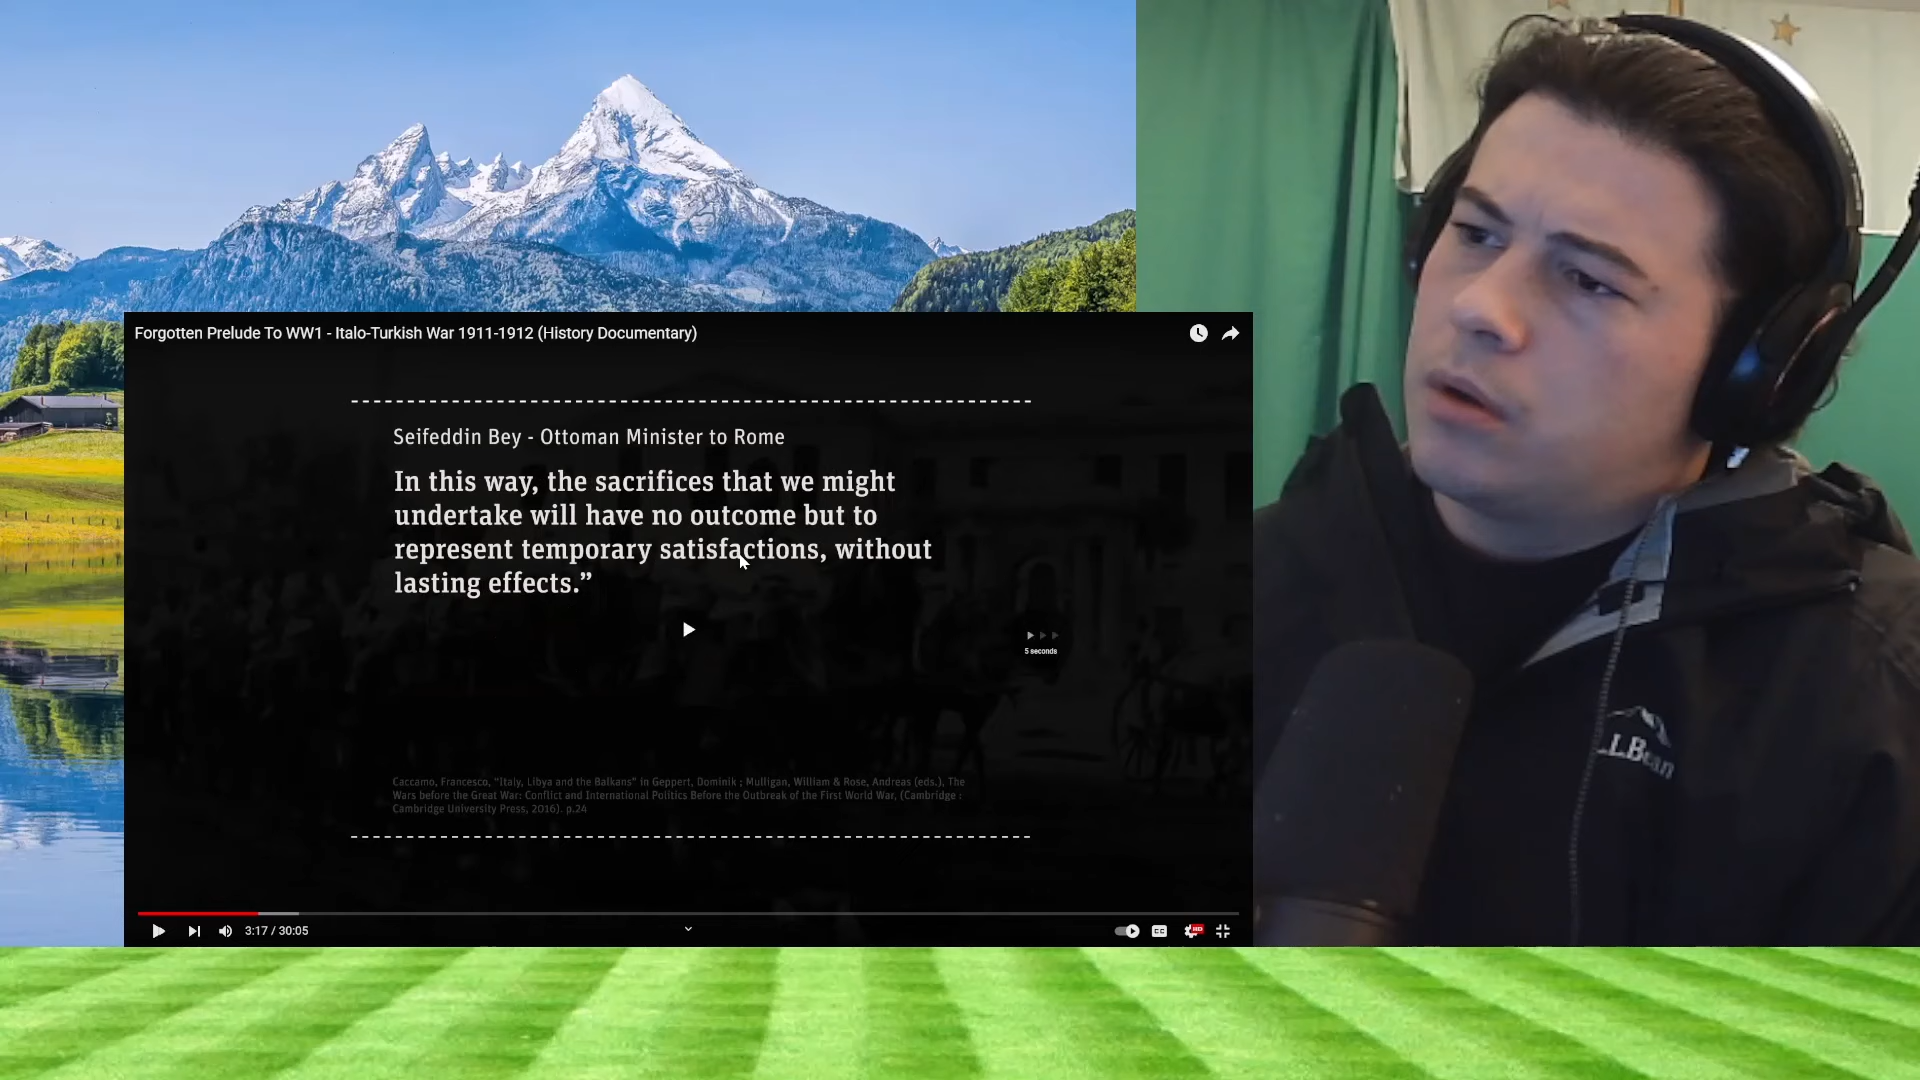 Forgotten Prelude To WW1 - Italo-Turkish War 1911-1912 (History Documentary)
Seifeddin Bey - Ottoman Minister to Rome
In this way, the sacrifices that we might
undertake will have no outcome but to
represent temporary satisfactions, without
lasting effects.”
5 seconds
Caccamo, Francesco, "Italy, Libya and the Balkans" in Geppert, Dominik ; Mulligan, William & Rose, Andreas (eds.), The
Wars before the Great War: Conflict and International Politics Before the Outbreak of the First World War, (Cambridge :
Cambridge University Press, 2016). p.24
L.L.Bean
3:17 / 30:05
CC
HD